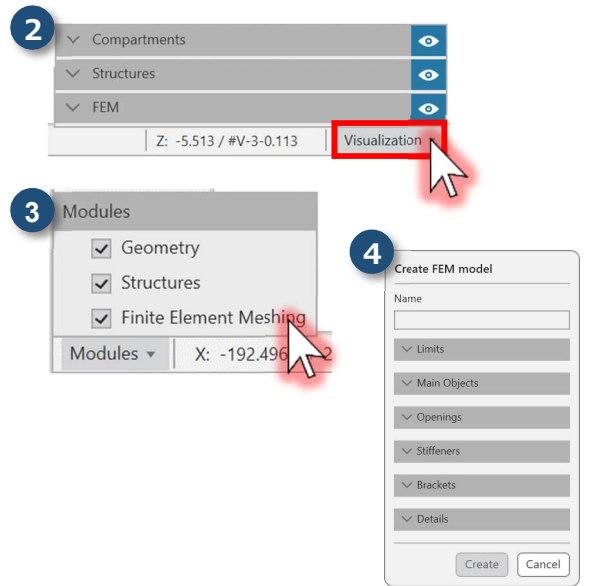 2
Compartments
Structures
FEM
Z: -5.513 / #V-3-0.113
Visualization
3
Modules
Geometry
Structures
Finite Element Meshing
Modules
X: -192.496
4
Create FEM model
Name
Limits
Main Objects
Openings
Stiffeners
Brackets
Details
Create
Cancel